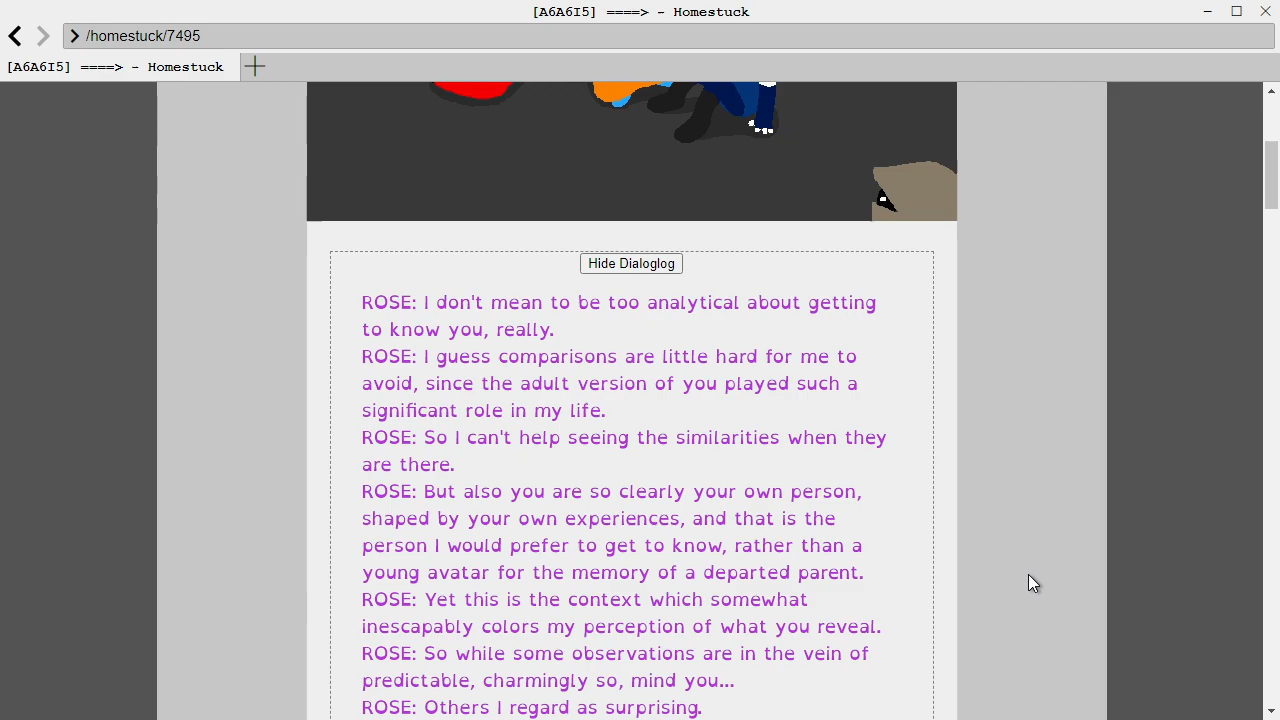 [A6A6I5] ====> - Homestuck
/homestuck/7495
[A6A6I5] ====> - Homestuck
Hide Dialoglog
ROSE: I don't mean to be too analytical about getting
to know you, really.
ROSE: I guess comparisons are little hard for me to
avoid, since the adult version of you played such a
significant role in my life.
ROSE: So I can't help seeing the similarities when they
are there.
ROSE: But also you are so clearly your own person,
shaped by your own experiences, and that is the
person I would prefer to get to know, rather than a
young avatar for the memory of a departed parent.
ROSE: Yet this is the context which somewhat
inescapably colors my perception of what you reveal.
ROSE: So while some observations are in the vein of
predictable, charmingly so, mind you...
ROSE: Others I regard as surprising.